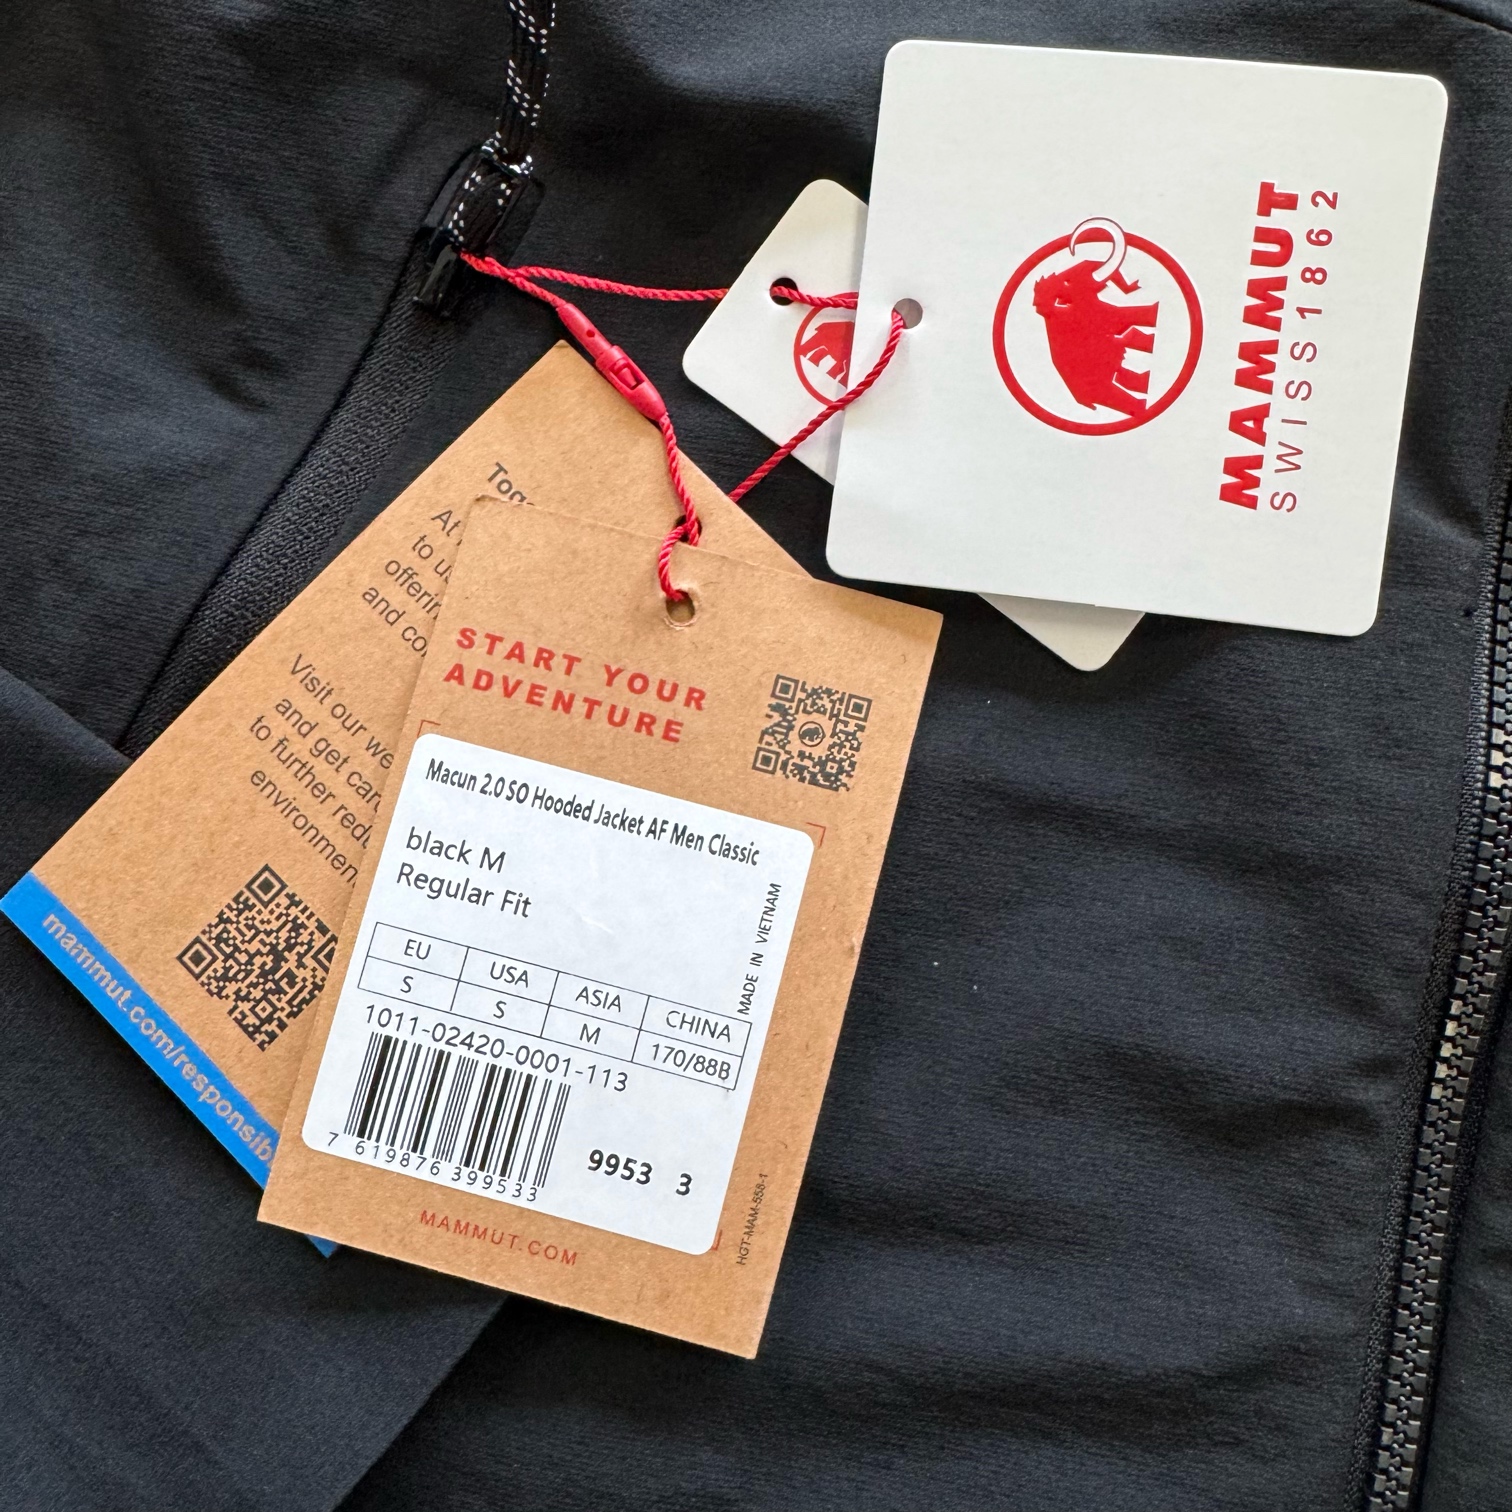 MAMMUT
SWISS 1862
Tog
At
to u
offerin
and co
Visit our we
and get car
to further redu
environmen
mammut.com/responsib
START YOUR
ADVENTURE
Macun 2.0 SO Hooded Jacket AF Men Classic
black M
Regular Fit
MADE IN VIETNAM
EU USA ASIA CHINA
S S M 170/88B
1011-02420-0001-113
7 619876 399533
9953 3
HGT-MAM-558-1
MAMMUT.COM